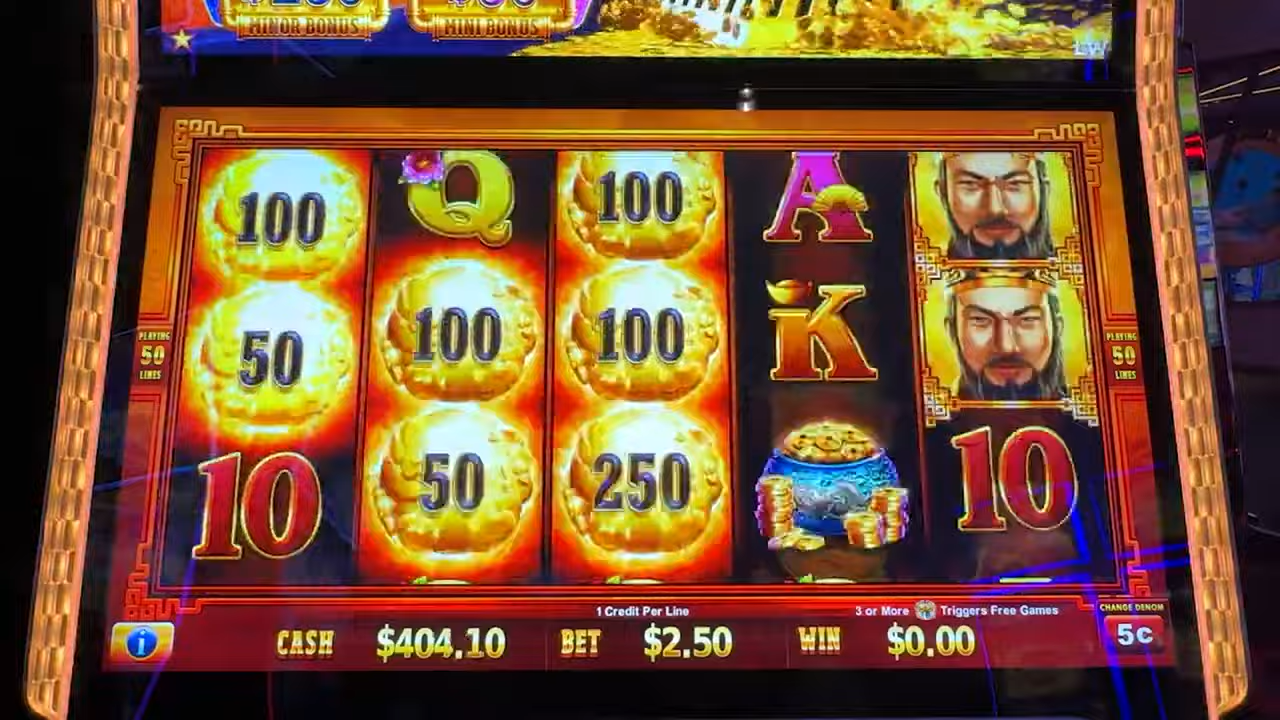 MINOR BONUS
MINI BONUS
LW
100
Q
100
A
50
100
100
K
10
50
250
10
PLAYING
50
LINES
PLAYING
50
LINES
1 Credit Per Line
3 or More Triggers Free Games
CHANGE DENOM
5¢
i
CASH $404.10 BET $2.50 WIN $0.00